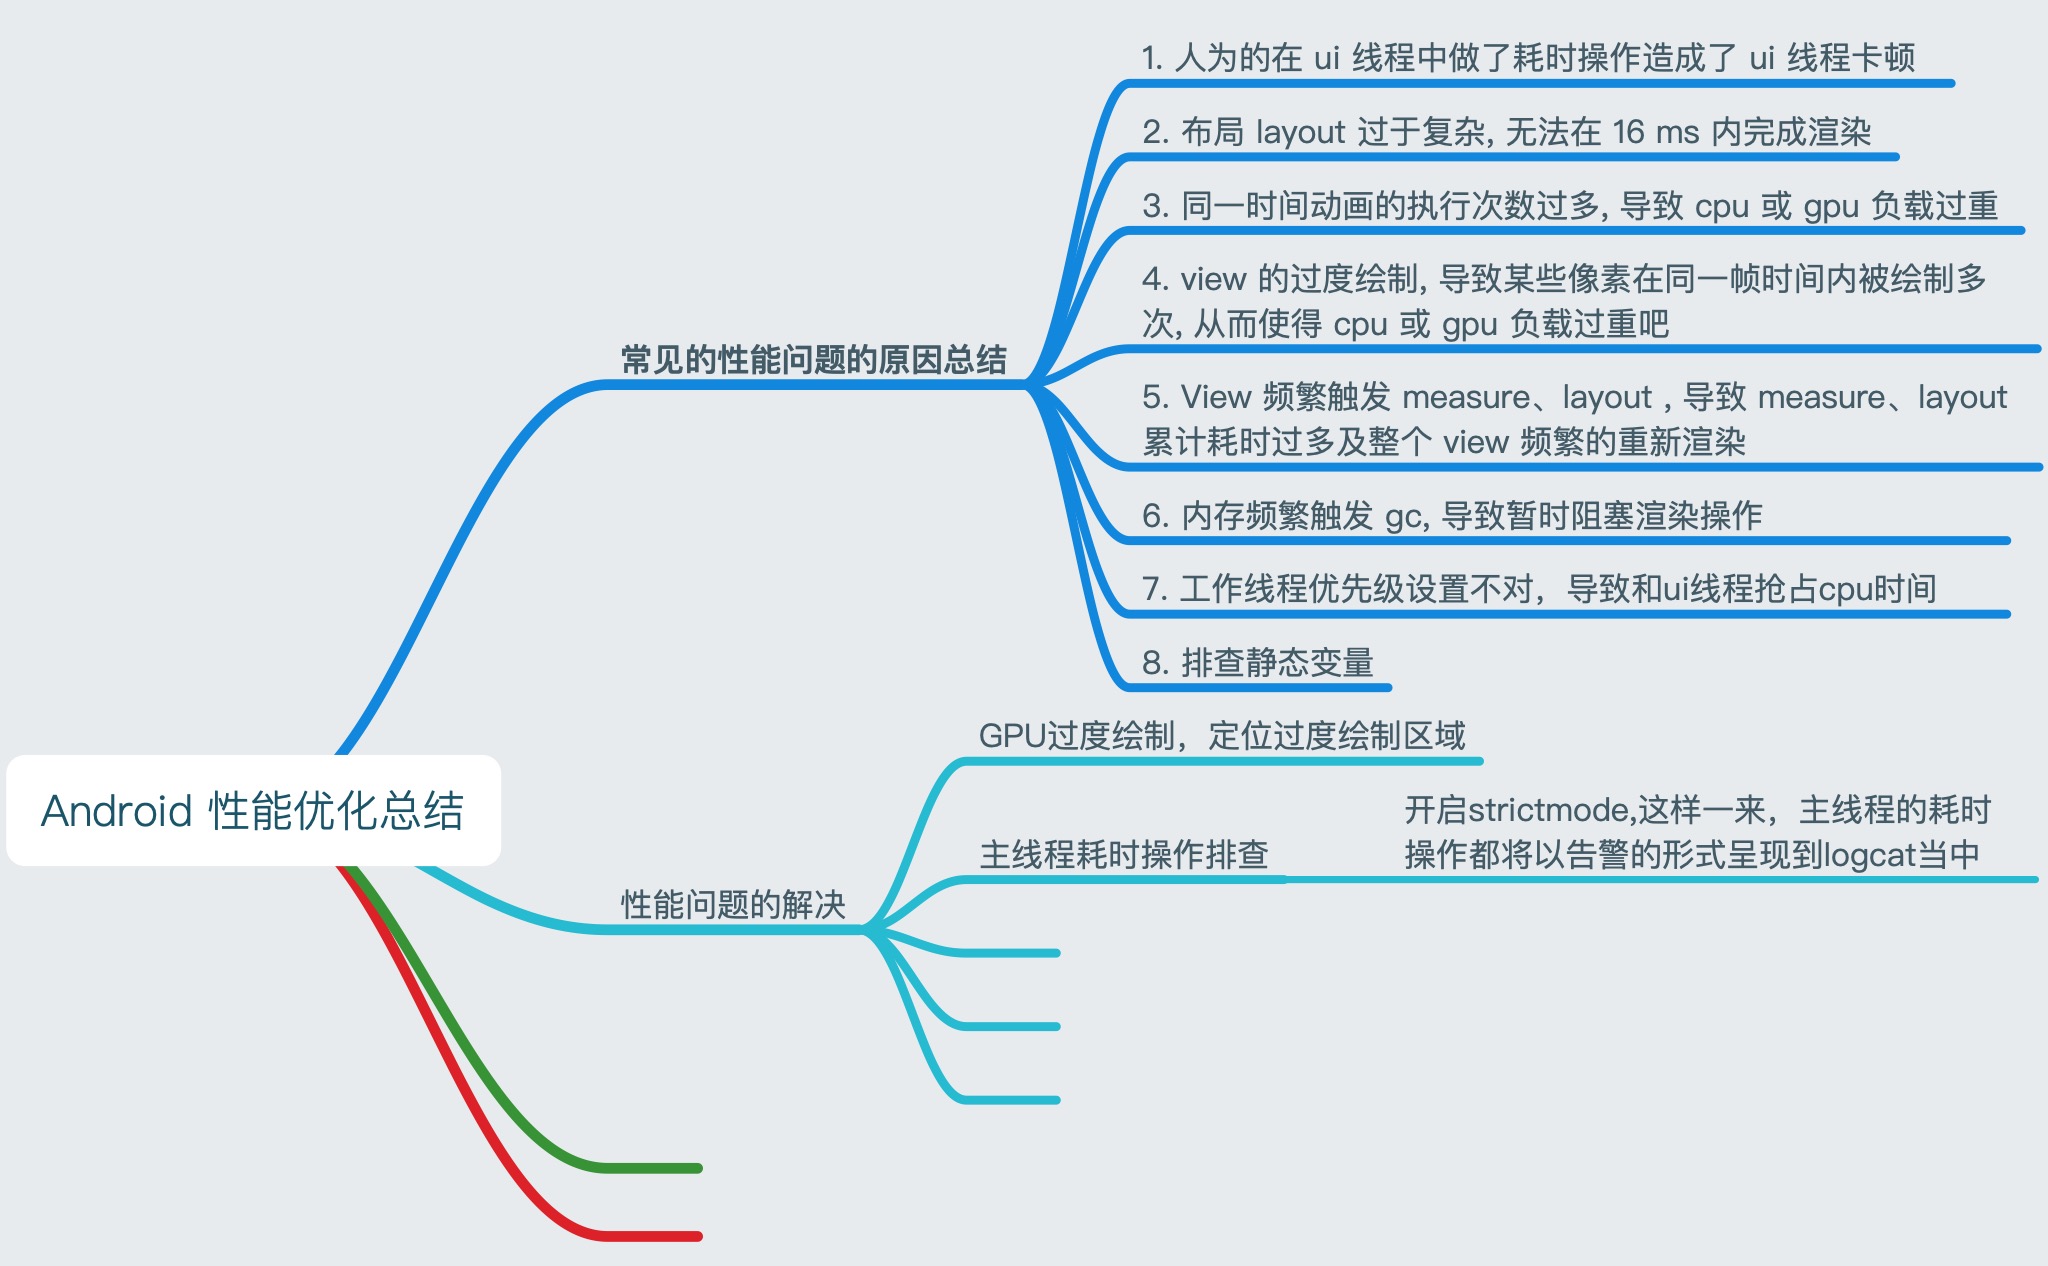 1. 人为的在 ui 线程中做了耗时操作造成了 ui 线程卡顿
2. 布局 layout 过于复杂, 无法在 16 ms 内完成渲染
3. 同一时间动画的执行次数过多, 导致 cpu 或 gpu 负载过重
4. view 的过度绘制, 导致某些像素在同一帧时间内被绘制多
次, 从而使得 cpu 或 gpu 负载过重吧
常见的性能问题的原因总结
5. View 频繁触发 measure、layout , 导致 measure、layout
累计耗时过多及整个 view 频繁的重新渲染
6. 内存频繁触发 gc, 导致暂时阻塞渲染操作
7. 工作线程优先级设置不对，导致和ui线程抢占cpu时间
8. 排查静态变量
Android 性能优化总结
GPU过度绘制，定位过度绘制区域
主线程耗时操作排查
开启strictmode,这样一来，主线程的耗时
操作都将以告警的形式呈现到logcat当中
性能问题的解决